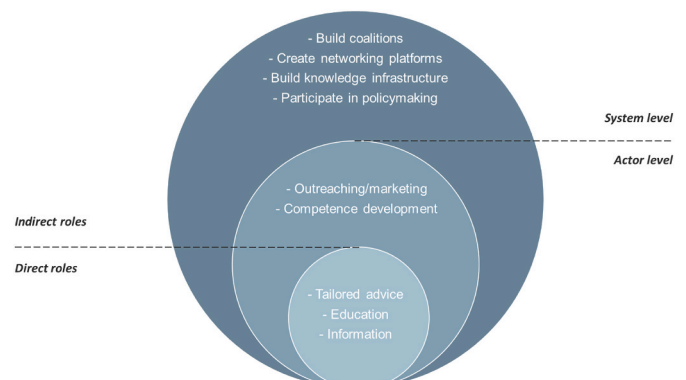 - Build coalitions
- Create networking platforms
- Build knowledge infrastructure
- Participate in policymaking
System level
Actor level
- Outreaching/marketing
- Competence development
Indirect roles
Direct roles
- Tailored advice
- Education
- Information